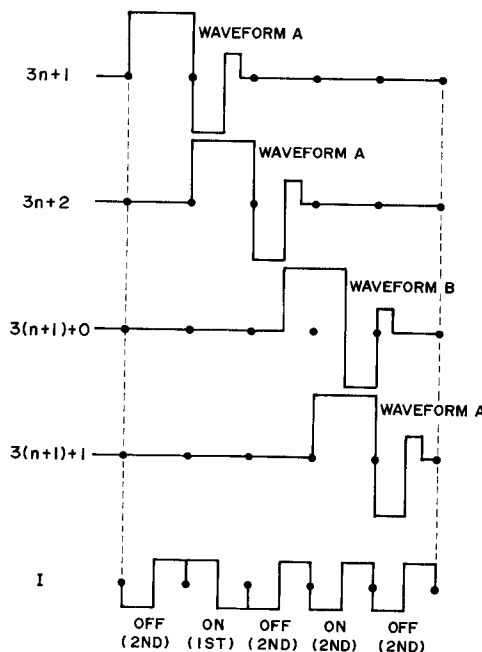 WAVEFORM A
3n+1
WAVEFORM A
3n+2
WAVEFORM B
3(n+1)+0
WAVEFORM A
3(n+1)+1
I
OFF ON OFF ON OFF
(2ND) (1ST) (2ND) (2ND) (2ND)